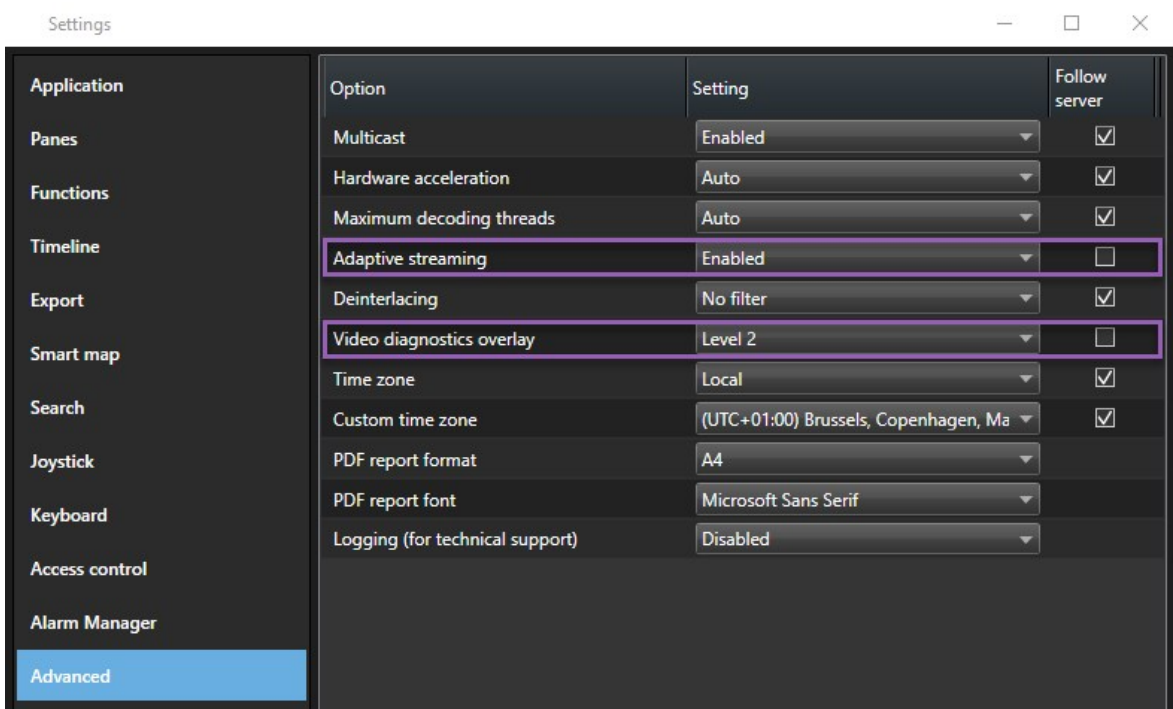 Settings
Application
Panes
Functions
Timeline
Export
Smart map
Search
Joystick
Keyboard
Access control
Alarm Manager
Advanced
Option Setting Follow server
Multicast Enabled
Hardware acceleration Auto
Maximum decoding threads Auto
Adaptive streaming Enabled
Deinterlacing No filter
Video diagnostics overlay Level 2
Time zone Local
Custom time zone (UTC+01:00) Brussels, Copenhagen, Ma
PDF report format A4
PDF report font Microsoft Sans Serif
Logging (for technical support) Disabled